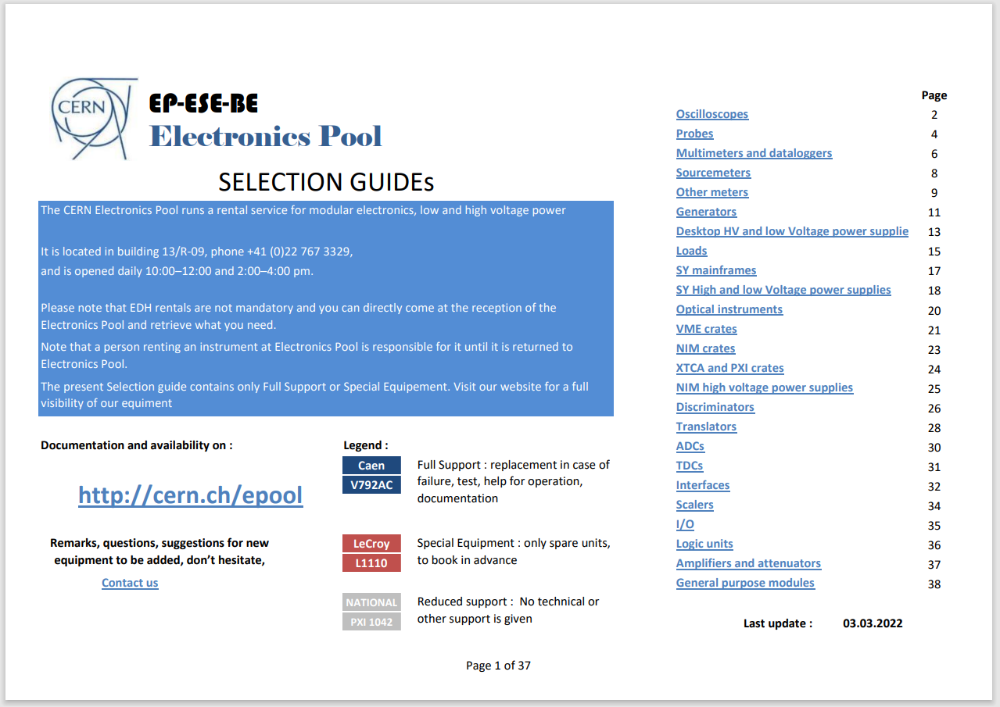 CERN
EP-ESE-BE
Electronics Pool
SELECTION GUIDEs
The CERN Electronics Pool runs a rental service for modular electronics, low and high voltage power
It is located in building 13/R-09, phone +41 (0)22 767 3329,
and is opened daily 10:00–12:00 and 2:00–4:00 pm.
Please note that EDH rentals are not mandatory and you can directly come at the reception of the
Electronics Pool and retrieve what you need.
Note that a person renting an instrument at Electronics Pool is responsible for it until it is returned to
Electronics Pool.
The present Selection guide contains only Full Support or Special Equipement. Visit our website for a full
visibility of our equiment
Documentation and availability on :
http://cern.ch/epool
Remarks, questions, suggestions for new
equipment to be added, don't hesitate,
Contact us
Legend :
Caen
V792AC
Full Support : replacement in case of
failure, test, help for operation,
documentation
LeCroy
L1110
Special Equipment : only spare units,
to book in advance
NATIONAL
PXI 1042
Reduced support :  No technical or
other support is given
Page
Oscilloscopes 2
Probes 4
Multimeters and dataloggers 6
Sourcemeters 8
Other meters 9
Generators 11
Desktop HV and low Voltage power supplie 13
Loads 15
SY mainframes 17
SY High and low Voltage power supplies 18
Optical instruments 20
VME crates 21
NIM crates 23
XTCA and PXI crates 24
NIM high voltage power supplies 25
Discriminators 26
Translators 28
ADCs 30
TDCs 31
Interfaces 32
Scalers 34
I/O 35
Logic units 36
Amplifiers and attenuators 37
General purpose modules 38
Last update : 03.03.2022
Page 1 of 37